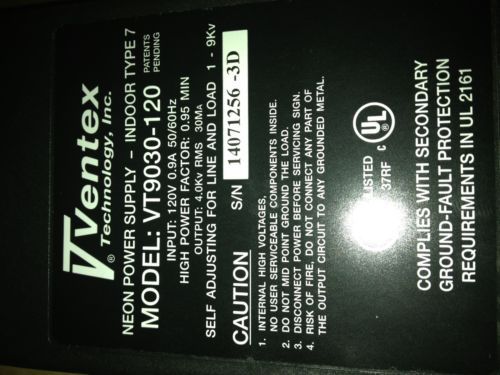 Ventex®
Technology, Inc.
NEON POWER SUPPLY - INDOOR TYPE 7
MODEL: VT9030-120 PATENTS
PENDING
INPUT: 120V 0.9A 50/60Hz
HIGH POWER FACTOR: 0.95 MIN
OUTPUT: 4.0Kv RMS 30MA
SELF ADJUSTING FOR LINE AND LOAD 1 - 9Kv
CAUTION S/N 14071256 -3D
1. INTERNAL HIGH VOLTAGES,
NO USER SERVICEABLE COMPONENTS INSIDE.
2. DO NOT MID POINT GROUND THE LOAD.
3. DISCONNECT POWER BEFORE SERVICING SIGN.
4. RISK OF FIRE, DO NOT CONNECT ANY PART OF
THE OUTPUT CIRCUIT TO ANY GROUNDED METAL.
C UL ®
LISTED
37RF
COMPLIES WITH SECONDARY
GROUND-FAULT PROTECTION
REQUIREMENTS IN UL 2161